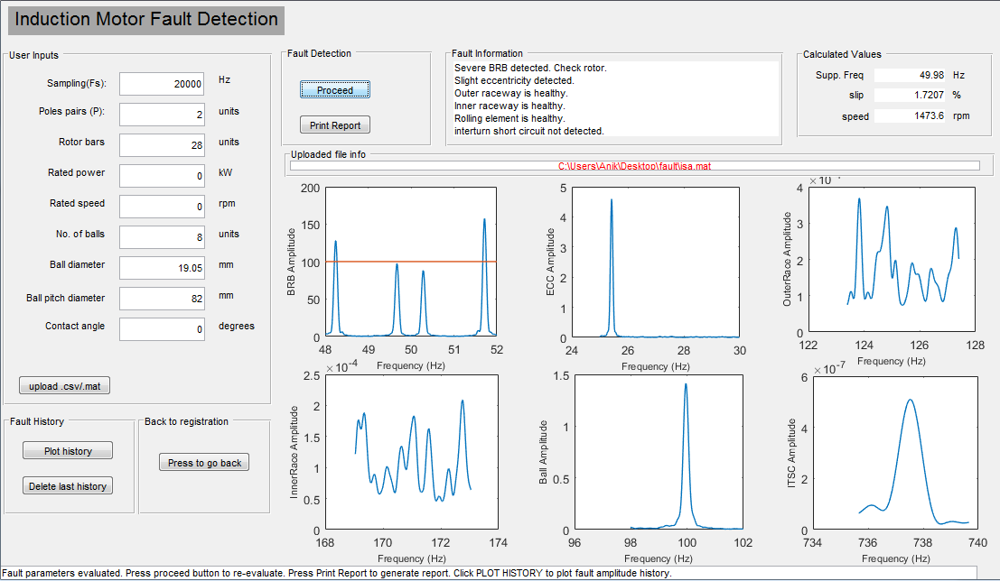 Induction Motor Fault Detection
User Inputs
Sampling(Fs): 20000 Hz
Poles pairs (P): 2 units
Rotor bars 28 units
Rated power 0 kW
Rated speed 0 rpm
No. of balls 8 units
Ball diameter 19.05 mm
Ball pitch diameter 82 mm
Contact angle 0 degrees
upload .csv/.mat
Fault History
Plot history
Delete last history
Back to registration
Press to go back
Fault Detection
Proceed
Print Report
Fault Information
Severe BRB detected. Check rotor.
Slight eccentricity detected.
Outer raceway is healthy.
Inner raceway is healthy.
Rolling element is healthy.
interturn short circuit not detected.
Calculated Values
Supp. Freq 49.98 Hz
slip 1.7207 %
speed 1473.6 rpm
Uploaded file info
C:\Users\Anik\Desktop\fault\isa.mat
200
150
100
50
0
BRB Amplitude
48 49 50 51 52
Frequency (Hz)
5
4
3
2
1
0
ECC Amplitude
24 26 28 30
Frequency (Hz)
4 × 10
3
2
1
0
OuterRace Amplitude
122 124 126 128
Frequency (Hz)
2.5 × 10-4
2
1.5
1
0.5
0
InnerRace Amplitude
168 170 172 174
Frequency (Hz)
1.5
1
0.5
0
Ball Amplitude
96 98 100 102
Frequency (Hz)
6 × 10-7
4
2
0
ITSC Amplitude
734 736 738 740
Frequency (Hz)
Fault parameters evaluated. Press proceed button to re-evaluate. Press Print Report to generate report. Click PLOT HISTORY to plot fault amplitude history.